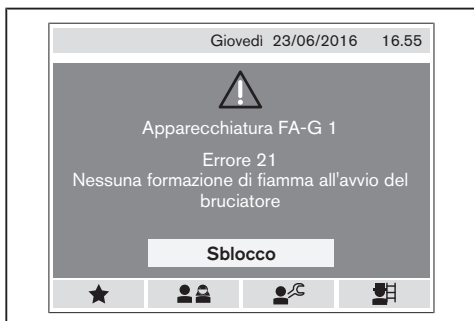 Giovedì 23/06/2016 16.55
Apparecchiatura FA-G 1
Errore 21
Nessuna formazione di fiamma all'avvio del
bruciatore
Sblocco